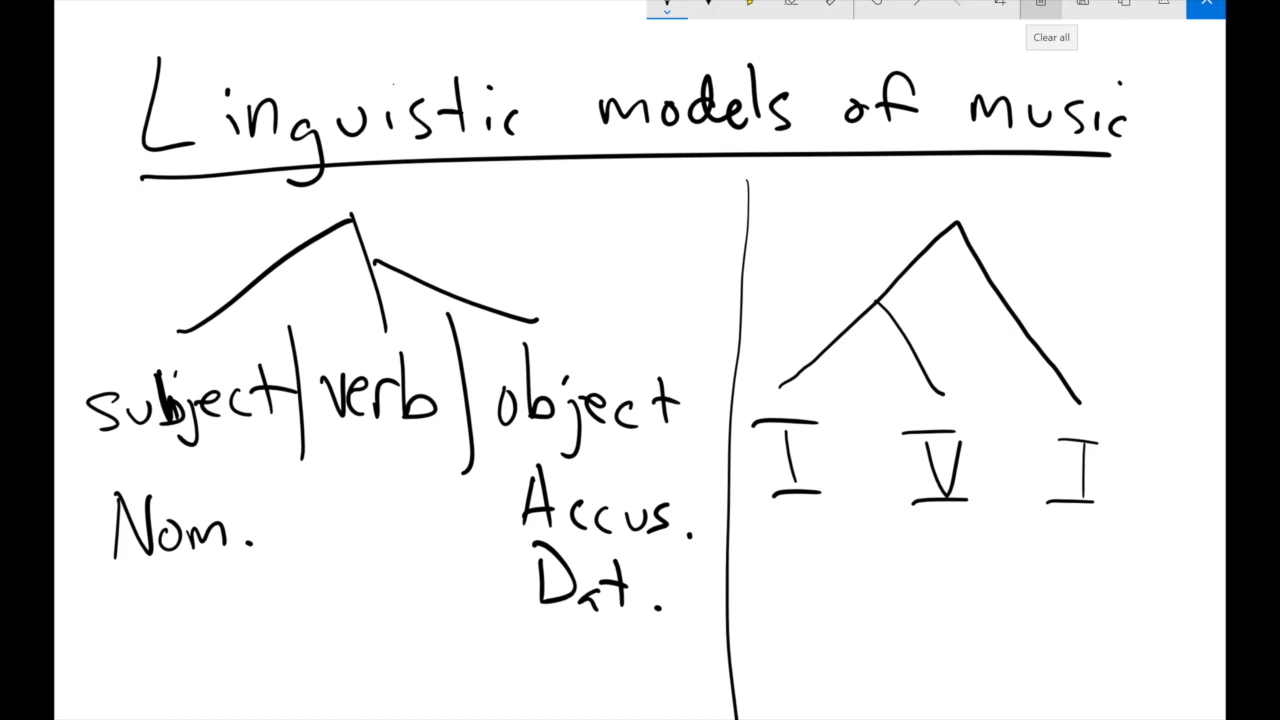 Clear all
Linguistic models of music
subject / verb / object
Nom.
Accus.
Dat.
I V I